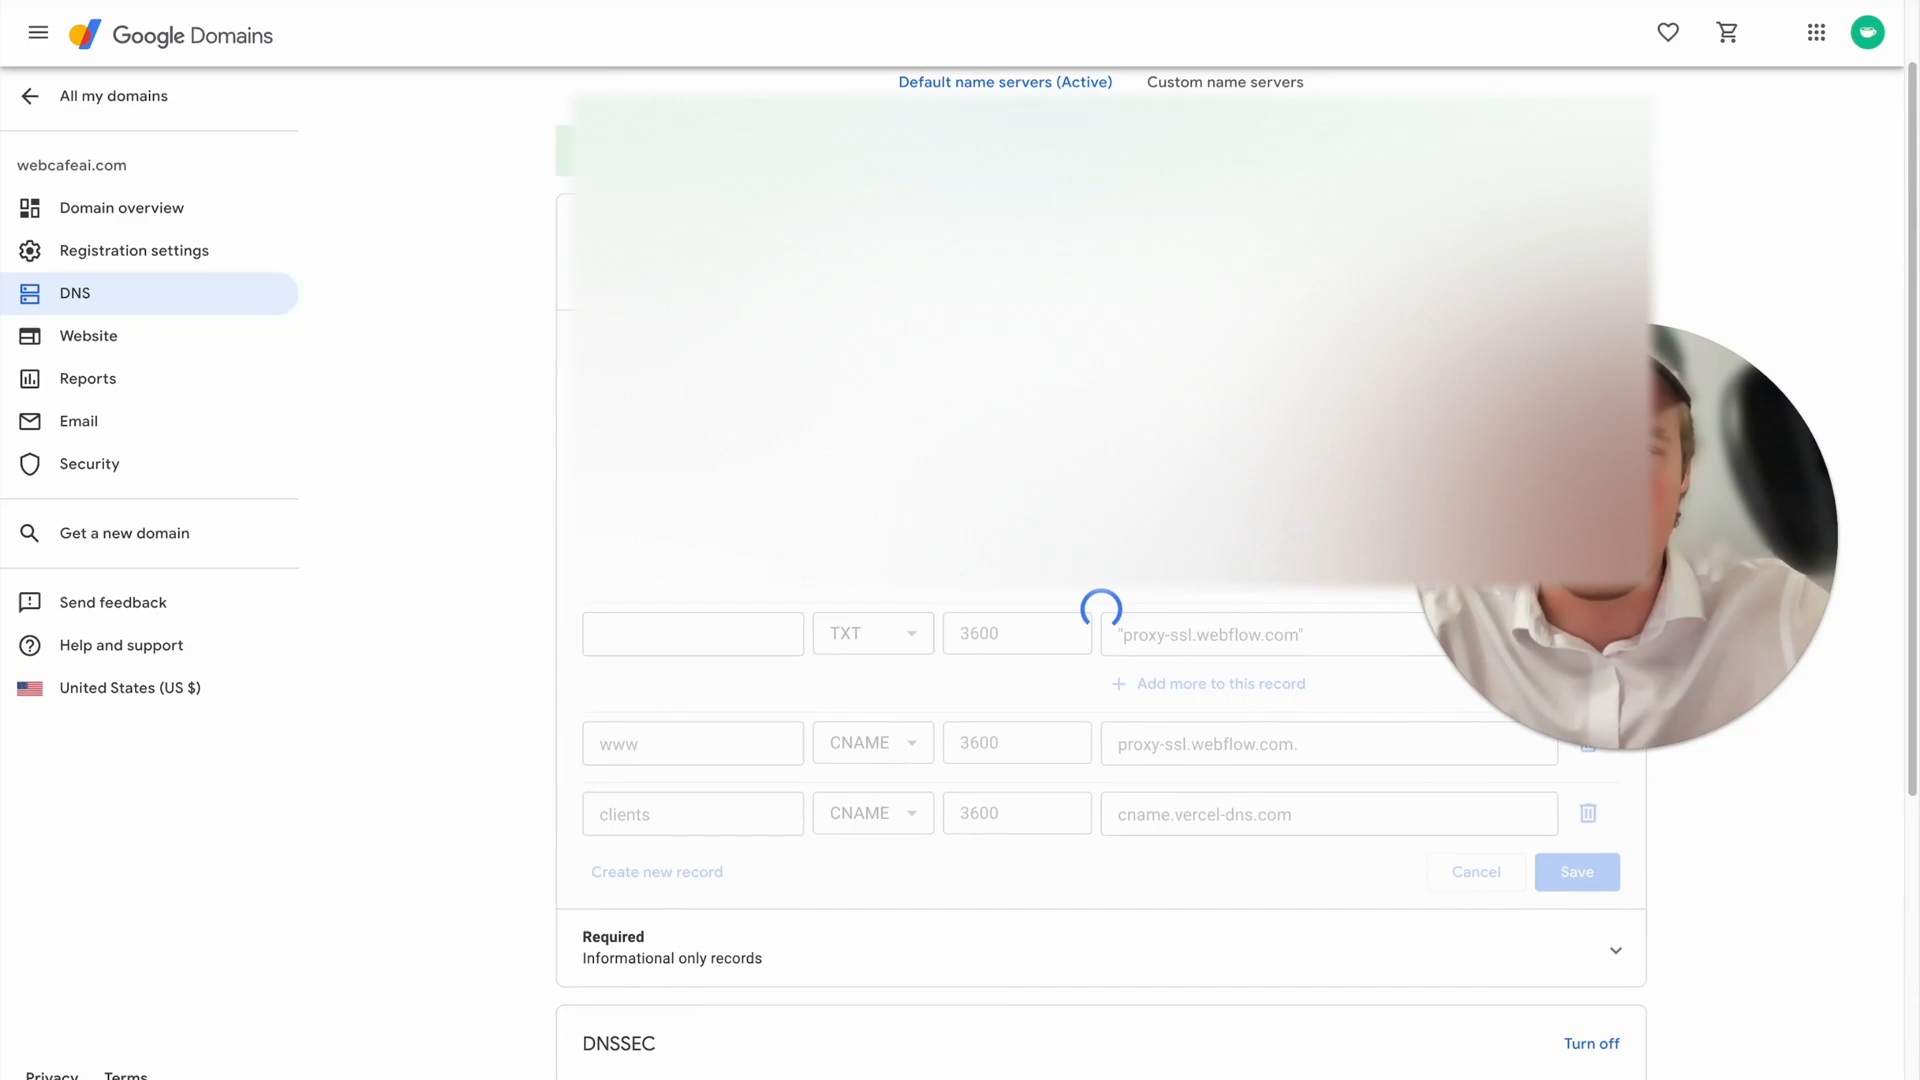 Google Domains
Default name servers (Active)
Custom name servers
All my domains
webcafeai.com
Domain overview
Registration settings
DNS
Website
Reports
Email
Security
Get a new domain
Send feedback
Help and support
United States (US $)
TXT
3600
"proxy-ssl.webflow.com"
Add more to this record
www
CNAME
3600
proxy-ssl.webflow.com.
clients
CNAME
3600
cname.vercel-dns.com
Create new record
Cancel
Save
Required
Informational only records
DNSSEC
Turn off
Privacy
Terms